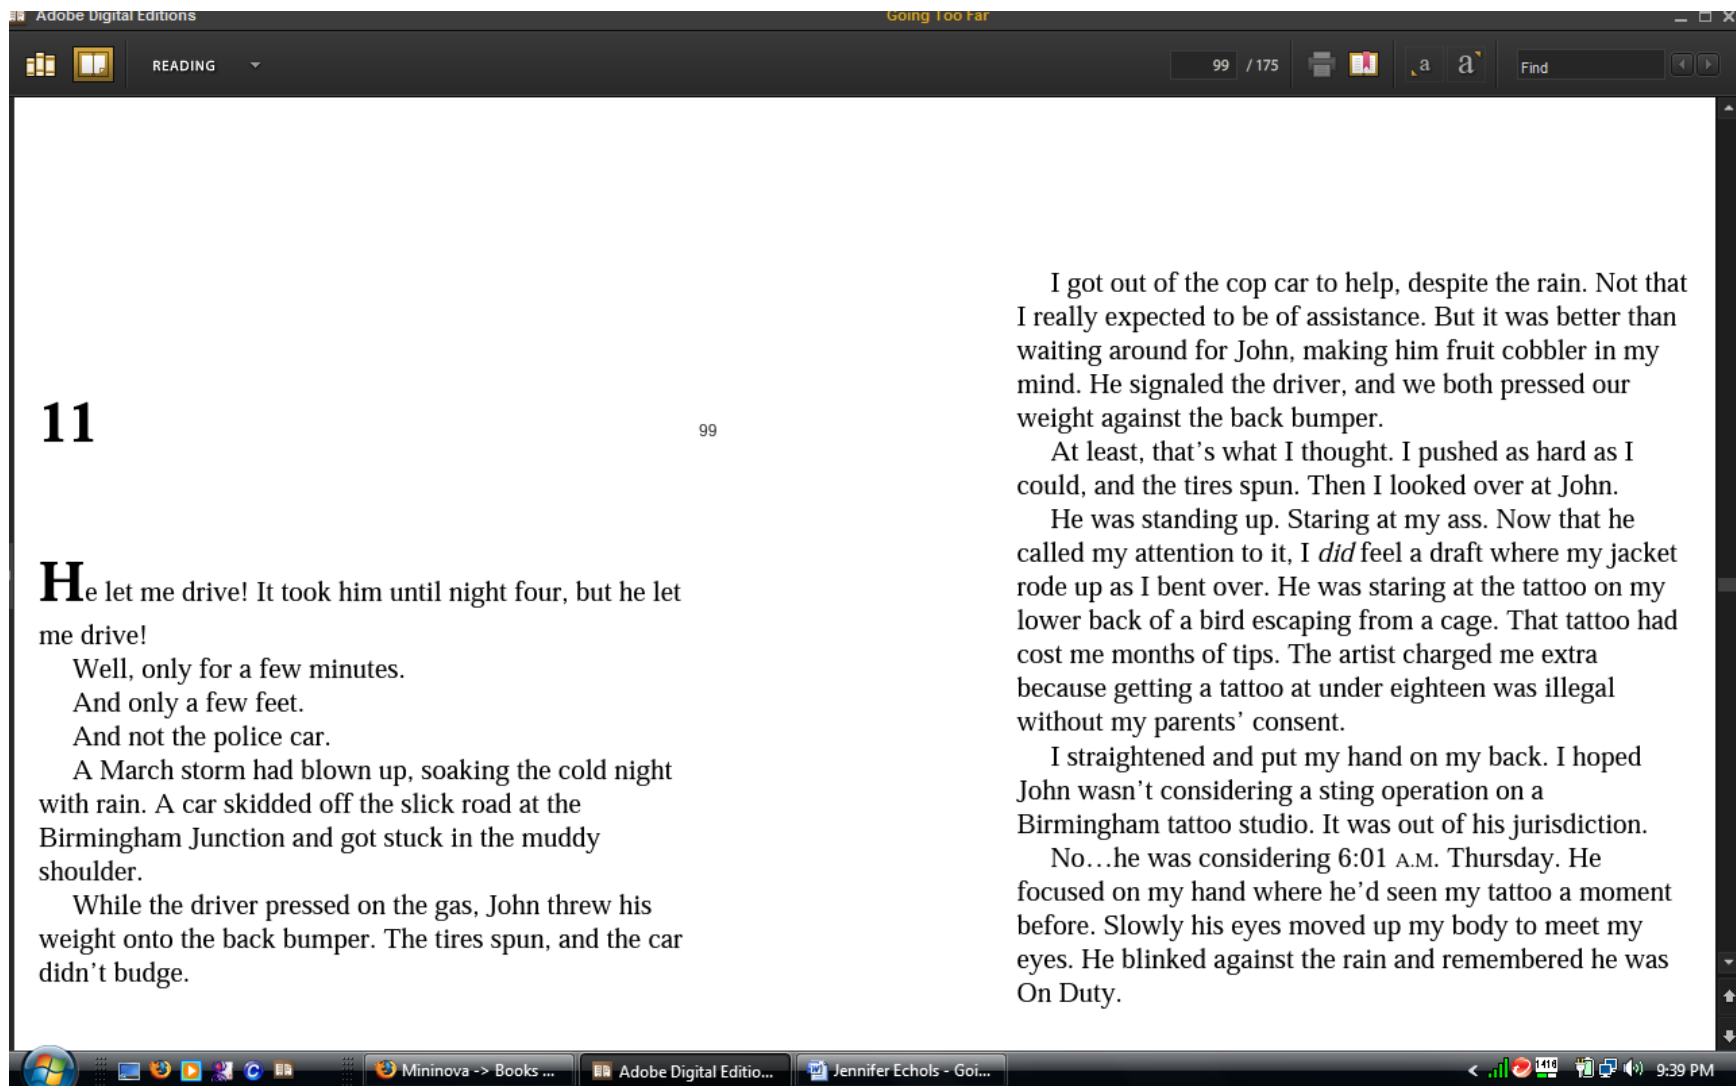 Adobe Digital Editions
Going Too Far
READING
99 / 175
a
a
Find
11
99
He let me drive! It took him until night four, but he let
me drive!
Well, only for a few minutes.
And only a few feet.
And not the police car.
A March storm had blown up, soaking the cold night
with rain. A car skidded off the slick road at the
Birmingham Junction and got stuck in the muddy
shoulder.
While the driver pressed on the gas, John threw his
weight onto the back bumper. The tires spun, and the car
didn’t budge.
I got out of the cop car to help, despite the rain. Not that
I really expected to be of assistance. But it was better than
waiting around for John, making him fruit cobbler in my
mind. He signaled the driver, and we both pressed our
weight against the back bumper.
At least, that’s what I thought. I pushed as hard as I
could, and the tires spun. Then I looked over at John.
He was standing up. Staring at my ass. Now that he
called my attention to it, I did feel a draft where my jacket
rode up as I bent over. He was staring at the tattoo on my
lower back of a bird escaping from a cage. That tattoo had
cost me months of tips. The artist charged me extra
because getting a tattoo at under eighteen was illegal
without my parents’ consent.
I straightened and put my hand on my back. I hoped
John wasn’t considering a sting operation on a
Birmingham tattoo studio. It was out of his jurisdiction.
No…he was considering 6:01 A.M. Thursday. He
focused on my hand where he’d seen my tattoo a moment
before. Slowly his eyes moved up my body to meet my
eyes. He blinked against the rain and remembered he was
On Duty.
Mininova -> Books ...
Adobe Digital Editio...
Jennifer Echols - Goi...
9:39 PM